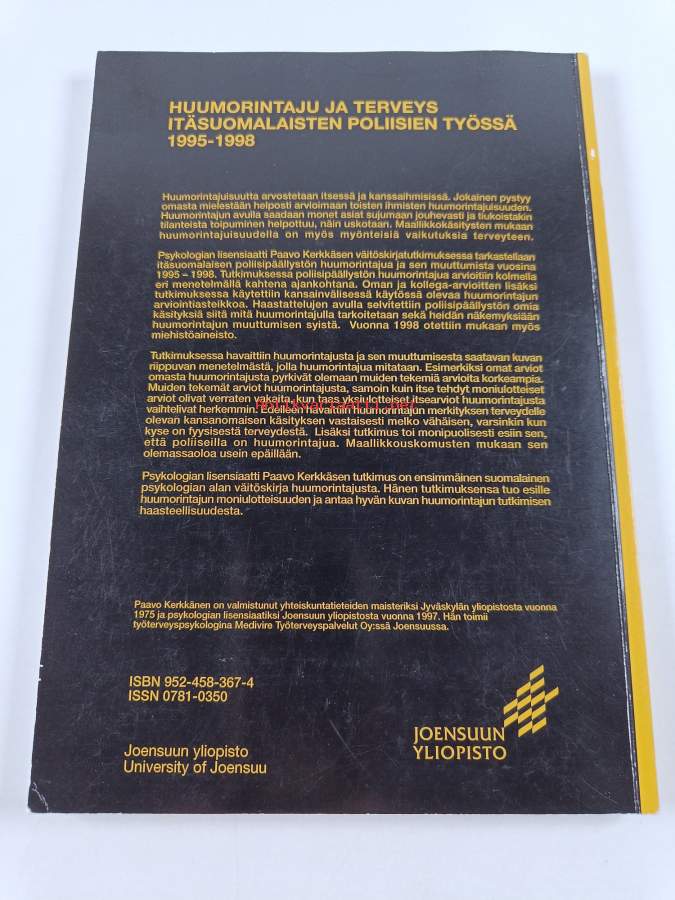 HUUMORINTAJU JA TERVEYS
ITÄSUOMALAISTEN POLIISIEN TYÖSSÄ
1995-1998
Huumorintajuisuutta arvostetaan itsessä ja kanssaihmisissä. Jokainen pystyy
omasta mielestään helposti arvioimaan toisten ihmisten huumorintajuisuuden.
Huumorintajun avulla saadaan monet asiat sujumaan jouhevasti ja tiukoistakin
tilanteista toipuminen helpottuu, näin uskotaan. Maallikkokäsitysten mukaan
huumorintajuisuudella on myös myönteisiä vaikutuksia terveyteen.
Psykologian lisensiaatti Paavo Kerkkäsen väitöskirjatutkimuksessa tarkastellaan
itäsuomalaisen poliisipäällystön huumorintajua ja sen muuttumista vuosina
1995 – 1998. Tutkimuksessa poliisipäällystön huumorintajua arvioitiin kolmella
eri menetelmällä kahtena ajankohtana. Oman ja kollega-arvioitten lisäksi
tutkimuksessa käytettiin kansainvälisessä käytössä olevaa huumorintajun
arviointiasteikkoa. Haastattelujen avulla selvitettiin poliisipäällystön omia
käsityksiä siitä mitä huumorintajulla tarkoitetaan sekä heidän näkemyksiään
huumorintajun muuttumisen syistä. Vuonna 1998 otettiin mukaan myös
miehistöaineisto.
Tutkimuksessa havaittiin huumorintajusta ja sen muuttumisesta saatavan kuvan
riippuvan menetelmästä, jolla huumorintajua mitataan. Esimerkiksi omat arviot
omasta huumorintajusta pyrkivät olemaan muiden tekemiä arvioita korkeampia.
Muiden tekemät arviot huumorintajusta, samoin kuin itse tehdyt moniulotteiset
arviot olivat verraten vakaita, kun taas yksiulotteiset itsearviot huumorintajusta
vaihtelivat herkemmin. Edelleen havaittiin huumorintajun merkityksen terveydelle
olevan kansanomaisen käsityksen vastaisesti melko vähäisen, varsinkin kun
kyse on fyysisestä terveydestä. Lisäksi tutkimus toi monipuolisesti esiin sen,
että poliiseilla on huumorintajua. Maallikkouskomusten mukaan sen
olemassaoloa usein epäillään.
Psykologian lisensiaatti Paavo Kerkkäsen tutkimus on ensimmäinen suomalainen
psykologian alan väitöskirja huumorintajusta. Hänen tutkimuksensa tuo esille
huumorintajun moniulotteisuuden ja antaa hyvän kuvan huumorintajun tutkimisen
haasteellisuudesta.
Paavo Kerkkänen on valmistunut yhteiskuntatieteiden maisteriksi Jyväskylän yliopistosta vuonna
1975 ja psykologian lisensiaatiksi Joensuun yliopistosta vuonna 1997. Hän toimii
työterveyspsykologina Medivire Työterveyspalvelut Oy:ssä Joensuussa.
ISBN 952-458-367-4
ISSN 0781-0350
JOENSUUN
YLIOPISTO
Joensuun yliopisto
University of Joensuu